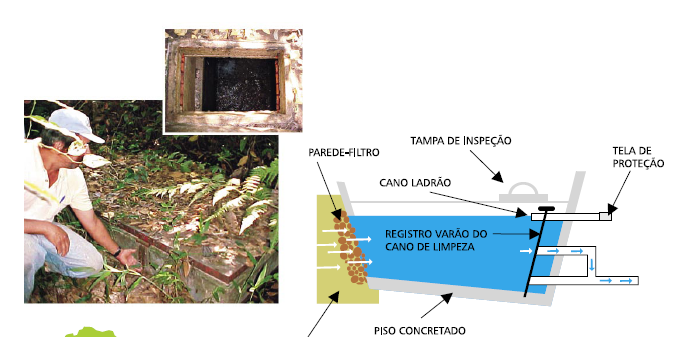 TAMPA DE INSPEÇÃO
PAREDE-FILTRO
TELA DE
PROTEÇÃO
CANO LADRÃO
REGISTRO VARÃO DO
CANO DE LIMPEZA
PISO CONCRETADO